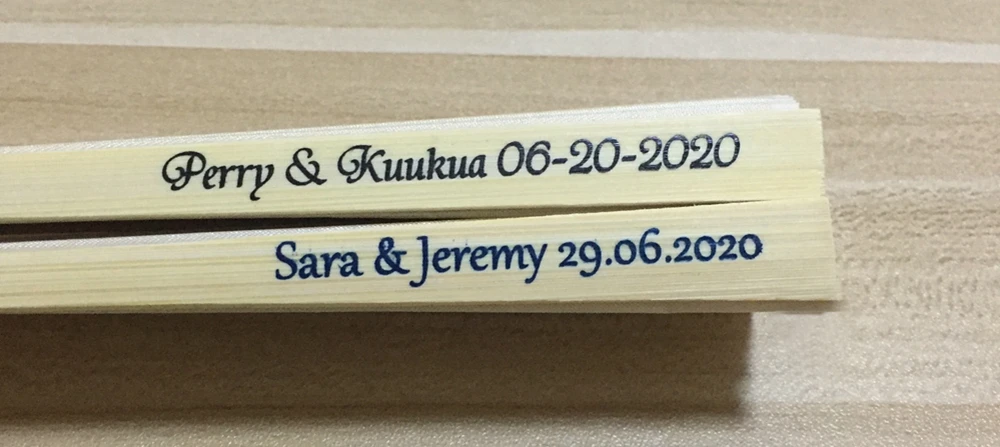 Perry & Kuukua 06-20-2020
Sara & Jeremy 29.06.2020